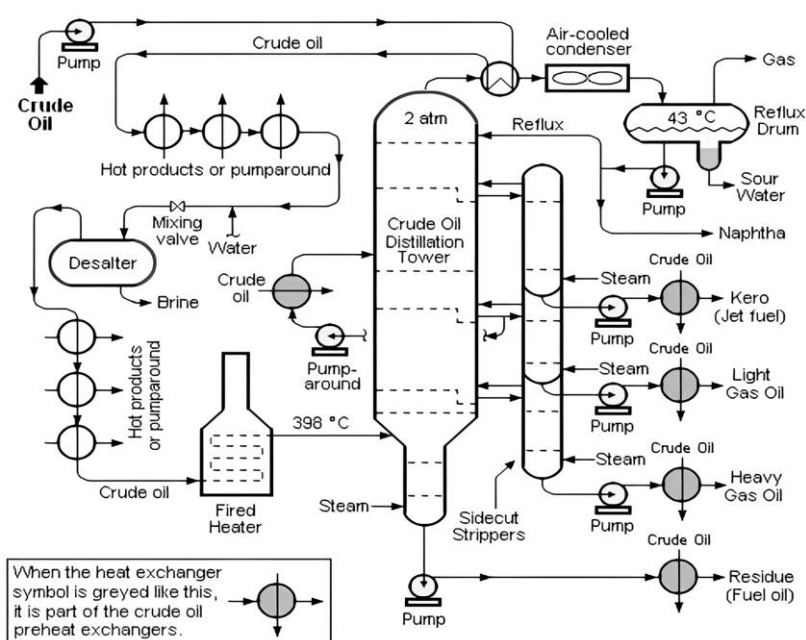 Pump
Crude
Oil
Crude oil
Air-cooled
condenser
Gas
43 °C
Reflux
Drum
2 atm
Reflux
Hot products or pumparound
Pump
Sour
Water
Naphtha
Mixing
valve
Water
Crude Oil
Distillation
Tower
Desalter
Brine
Crude
oil
Steam
Crude Oil
Kero
(Jet fuel)
Pump
Pump-
around
Hot products
or pumparound
Steam
Crude Oil
Light
Gas Oil
Pump
398 °C
Steam
Crude Oil
Heavy
Gas Oil
Pump
Crude oil
Fired
Heater
Steam
Sidecut
Strippers
Crude Oil
Residue
(Fuel oil)
Pump
When the heat exchanger
symbol is greyed like this,
it is part of the crude oil
preheat exchangers.